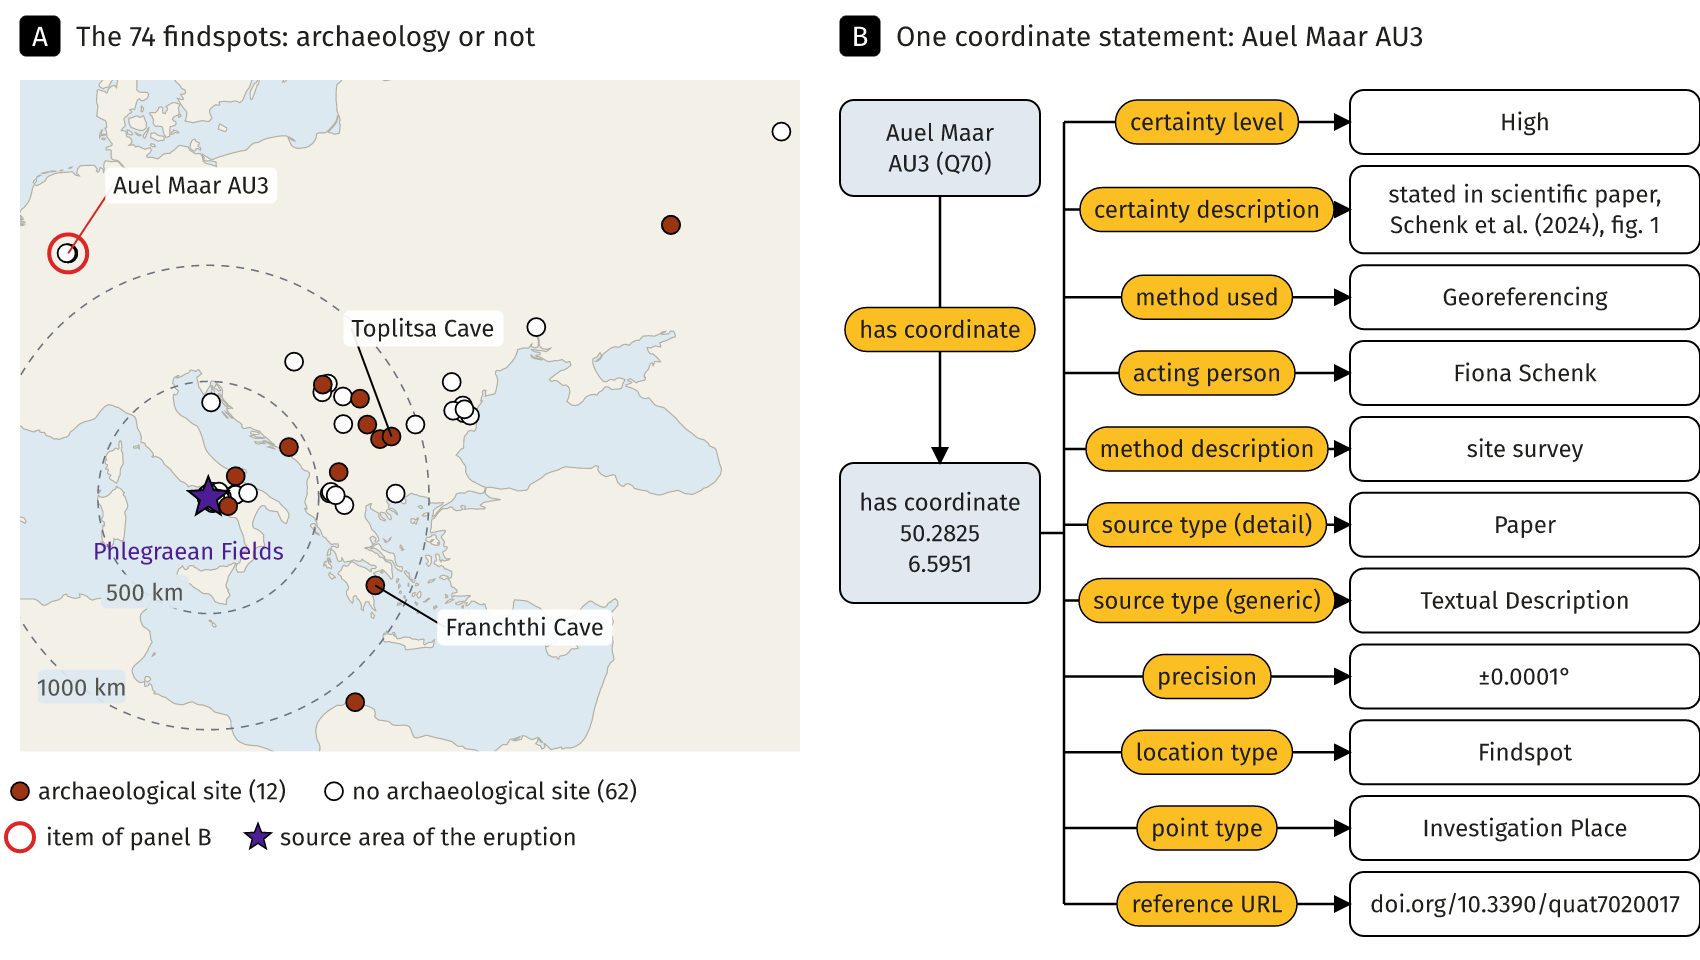 A The 74 findspots: archaeology or not
Auel Maar AU3
Toplitsa Cave
Phlegraean Fields
500 km
Franchthi Cave
1000 km
archaeological site (12)
no archaeological site (62)
item of panel B
source area of the eruption
B One coordinate statement: Auel Maar AU3
Auel Maar
AU3 (Q70)
has coordinate
has coordinate
50.2825
6.5951
certainty level
High
certainty description
stated in scientific paper,
Schenk et al. (2024), fig. 1
method used
Georeferencing
acting person
Fiona Schenk
method description
site survey
source type (detail)
Paper
source type (generic)
Textual Description
precision
±0.0001°
location type
Findspot
point type
Investigation Place
reference URL
doi.org/10.3390/quat7020017